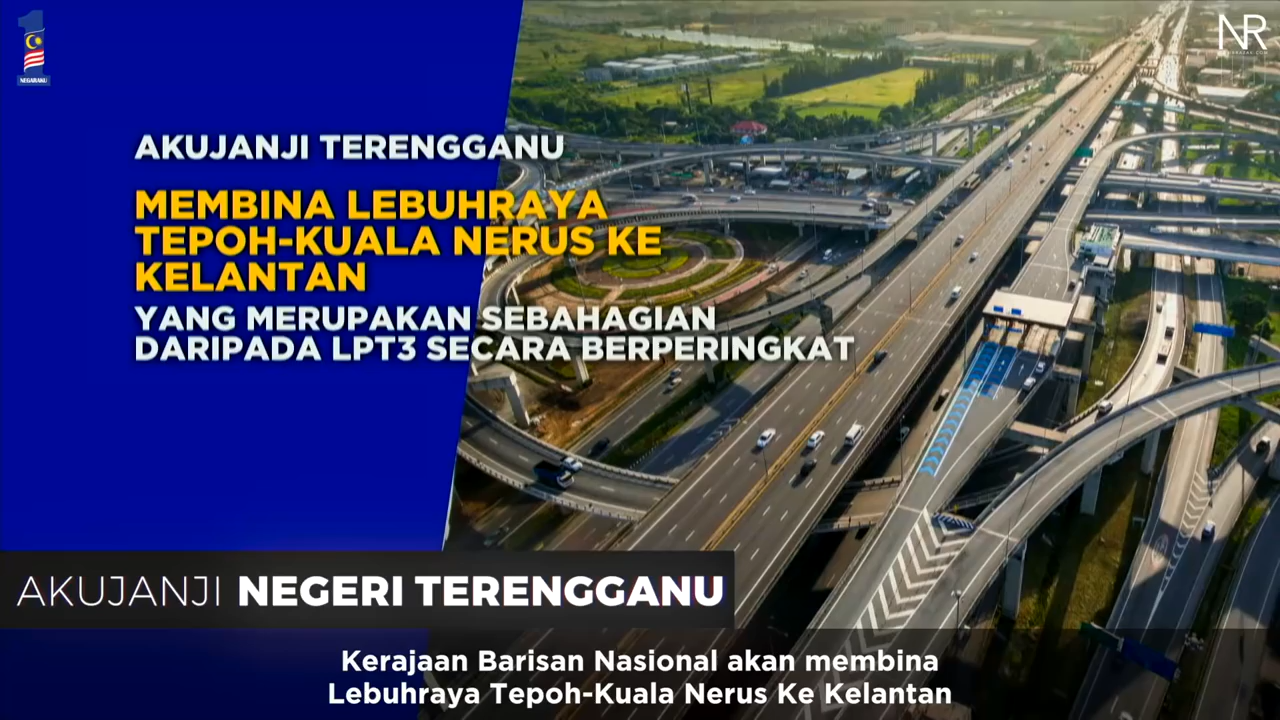 NEGARAKU
NR
AKUJANJI TERENGGANU
MEMBINA LEBUHRAYA
TEPOH-KUALA NERUS KE
KELANTAN
YANG MERUPAKAN SEBAHAGIAN
DARIPADA LPT3 SECARA BERPERINGKAT
AKUJANJI NEGERI TERENGGANU
Kerajaan Barisan Nasional akan membina
Lebuhraya Tepoh-Kuala Nerus Ke Kelantan